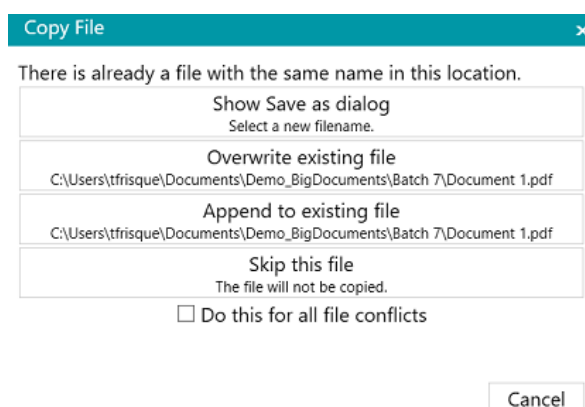 Copy File
There is already a file with the same name in this location.
Show Save as dialog
Select a new filename.
Overwrite existing file
C:\Users\tfrisque\Documents\Demo_BigDocuments\Batch 7\Document 1.pdf
Append to existing file
C:\Users\tfrisque\Documents\Demo_BigDocuments\Batch 7\Document 1.pdf
Skip this file
The file will not be copied.
Do this for all file conflicts
Cancel